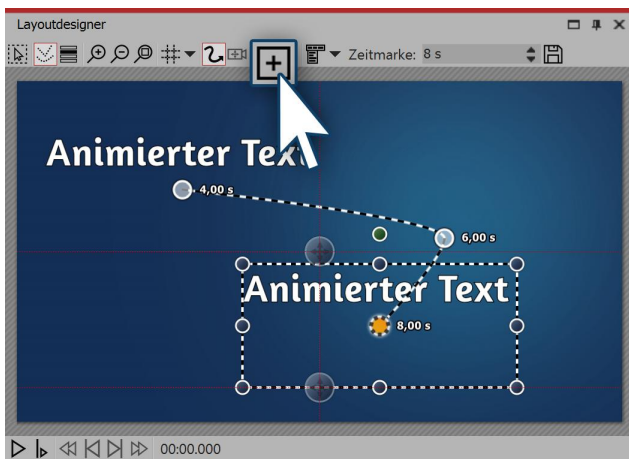 Layoutdesigner
Zeitmarke: 8 s
Animierter Text
4,00 s
6,00 s
Animierter Text
8,00 s
00:00.000